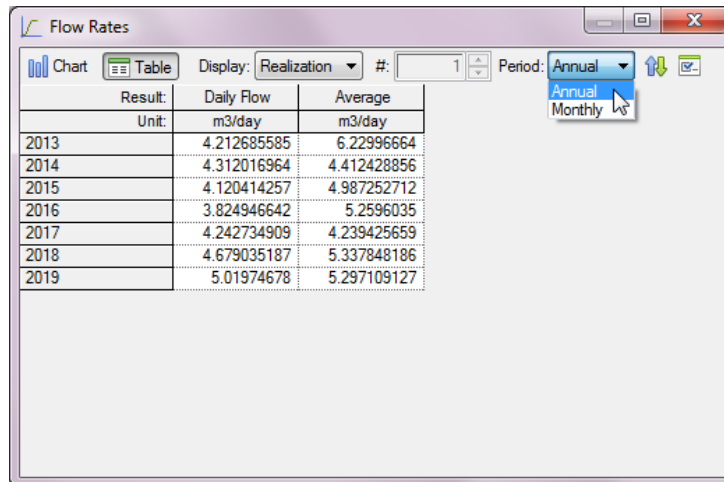 Flow Rates
Chart Table Display: Realization #: 1 Period: Annual
Annual
Monthly
Result: Daily Flow Average
Unit: m3/day m3/day
2013 4.212685585 6.22996664
2014 4.312016964 4.412428856
2015 4.120414257 4.987252712
2016 3.824946642 5.2596035
2017 4.242734909 4.239425659
2018 4.679035187 5.337848186
2019 5.01974678 5.297109127